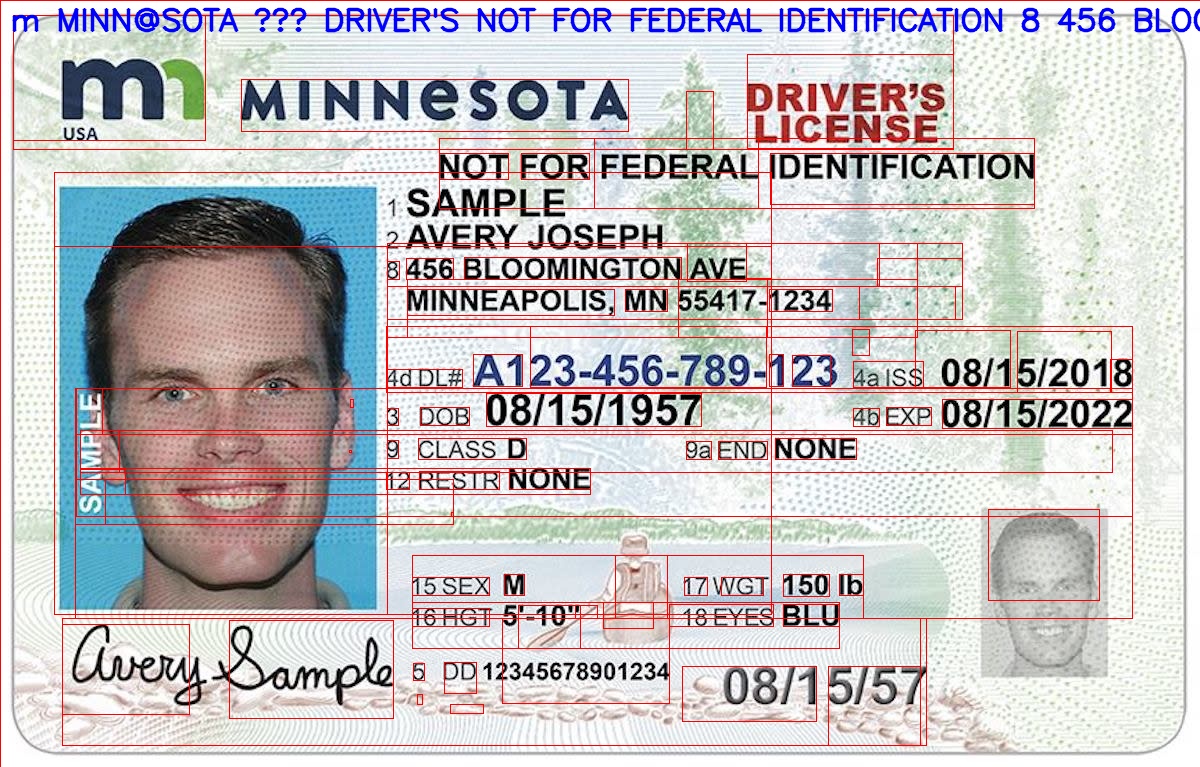 m MINN@SOTA ??? DRIVER'S NOT FOR FEDERAL IDENTIFICATION 8 456
mn
USA
MINNeSOTA
DRIVER'S
LICENSE
NOT FOR FEDERAL IDENTIFICATION
1 SAMPLE
2 AVERY JOSEPH
8 456 BLOOMINGTON AVE
MINNEAPOLIS, MN 55417-1234
4d DL# A123-456-789-123 4a ISS 08/15/2018
3 DOB 08/15/1957 4b EXP 08/15/2022
9 CLASS D 9a END NONE
12 RESTR NONE
SAMPLE
15 SEX M 17 WGT 150 lb
16 HGT 5'-10" 18 EYES BLU
5 DD 12345678901234
Avery Sample
08/15/57